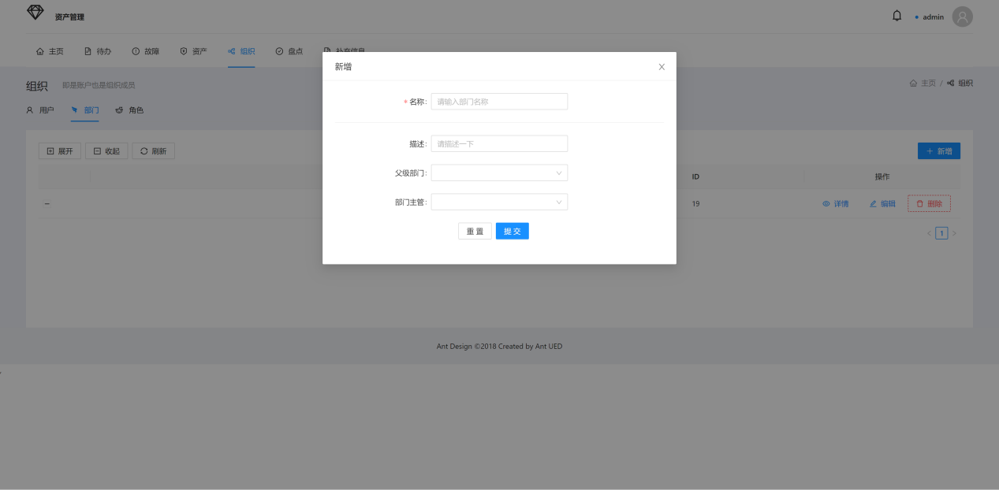 资产管理
admin
主页 待办 故障 资产 组织 盘点 补充信息
新增
组织 即是账户也是组织成员
主页 / 组织
用户 部门 角色
* 名称: 请输入部门名称
描述: 请描述一下
展开 收起 刷新
+ 新增
父级部门:
ID 操作
部门主管:
19 详情 编辑 删除
重 置 提 交
< 1 >
Ant Design ©2018 Created by Ant UED